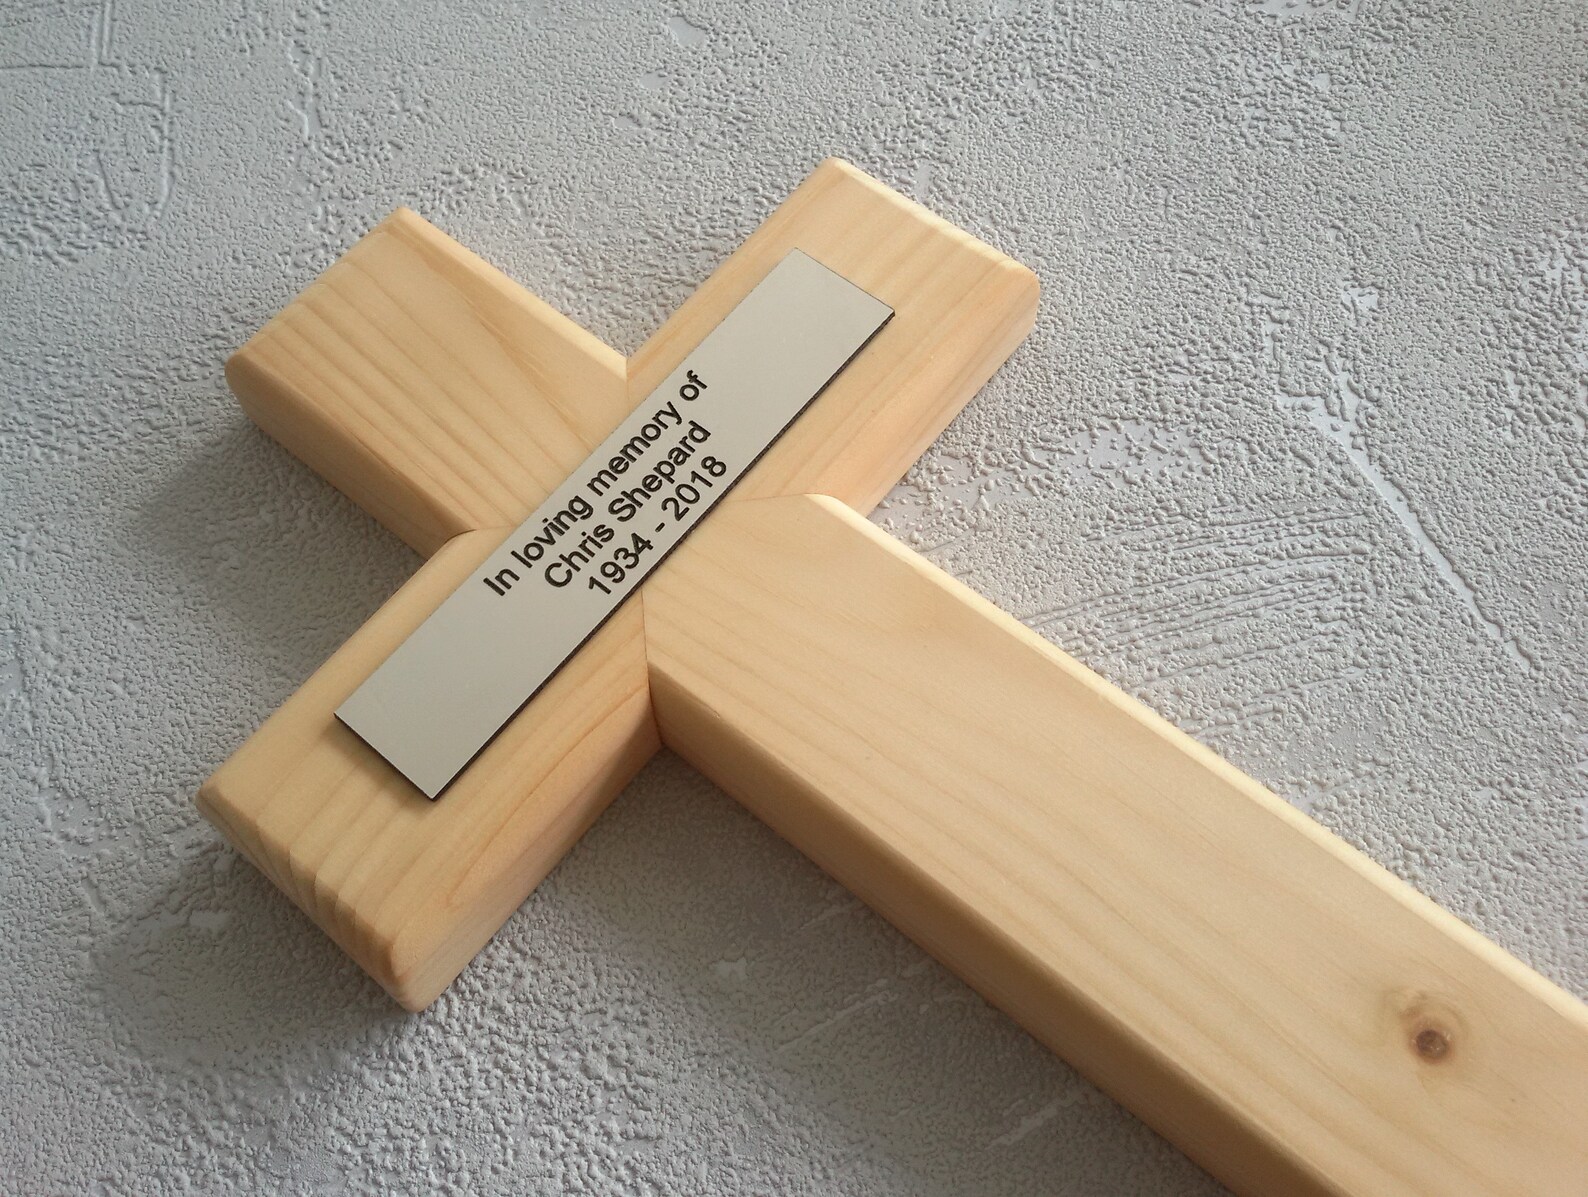 In loving memory of
Chris Shepard
1934 - 2018